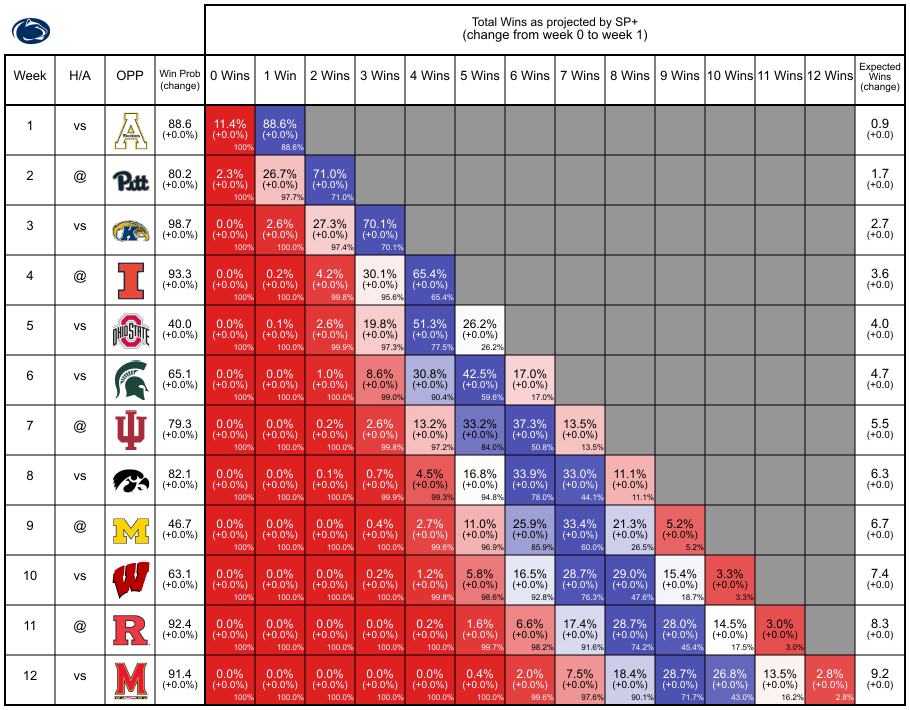 Total Wins as projected by SP+
(change from week 0 to week 1)
Week H/A OPP Win Prob (change) 0 Wins 1 Win 2 Wins 3 Wins 4 Wins 5 Wins 6 Wins 7 Wins 8 Wins 9 Wins 10 Wins 11 Wins 12 Wins Expected Wins (change)
1 vs A 88.6 11.4% 88.6% 0.9
(+0.0%) (+0.0%) (+0.0%) (+0.0)
100% 88.6%
2 @ Pitt 80.2 2.3% 26.7% 71.0% 1.7
(+0.0%) (+0.0%) (+0.0%) (+0.0%) (+0.0)
100% 97.7% 71.0%
3 vs K 98.7 0.0% 2.6% 27.3% 70.1% 2.7
(+0.0%) (+0.0%) (+0.0%) (+0.0%) (+0.0%) (+0.0)
100% 100.0% 97.4% 70.1%
4 @ I 93.3 0.0% 0.2% 4.2% 30.1% 65.4% 3.6
(+0.0%) (+0.0%) (+0.0%) (+0.0%) (+0.0%) (+0.0%) (+0.0)
100% 100.0% 99.8% 95.6% 65.4%
5 vs OHIO STATE 40.0 0.0% 0.1% 2.6% 19.8% 51.3% 26.2% 4.0
(+0.0%) (+0.0%) (+0.0%) (+0.0%) (+0.0%) (+0.0%) (+0.0%) (+0.0)
100% 100.0% 99.9% 97.3% 77.5% 26.2%
6 vs 65.1 0.0% 0.0% 1.0% 8.6% 30.8% 42.5% 17.0% 4.7
(+0.0%) (+0.0%) (+0.0%) (+0.0%) (+0.0%) (+0.0%) (+0.0%) (+0.0%) (+0.0)
100% 100.0% 100.0% 99.0% 90.4% 59.6% 17.0%
7 @ IU 79.3 0.0% 0.0% 0.2% 2.6% 13.2% 33.2% 37.3% 13.5% 5.5
(+0.0%) (+0.0%) (+0.0%) (+0.0%) (+0.0%) (+0.0%) (+0.0%) (+0.0%) (+0.0%) (+0.0)
100% 100.0% 100.0% 99.8% 97.2% 84.0% 50.8% 13.5%
8 vs 82.1 0.0% 0.0% 0.1% 0.7% 4.5% 16.8% 33.9% 33.0% 11.1% 6.3
(+0.0%) (+0.0%) (+0.0%) (+0.0%) (+0.0%) (+0.0%) (+0.0%) (+0.0%) (+0.0%) (+0.0%) (+0.0)
100% 100.0% 100.0% 99.9% 99.3% 94.8% 78.0% 44.1% 11.1%
9 @ M 46.7 0.0% 0.0% 0.0% 0.4% 2.7% 11.0% 25.9% 33.4% 21.3% 5.2% 6.7
(+0.0%) (+0.0%) (+0.0%) (+0.0%) (+0.0%) (+0.0%) (+0.0%) (+0.0%) (+0.0%) (+0.0%) (+0.0%) (+0.0)
100% 100.0% 100.0% 100.0% 99.6% 96.9% 85.9% 60.0% 26.5% 5.2%
10 vs W 63.1 0.0% 0.0% 0.0% 0.2% 1.2% 5.8% 16.5% 28.7% 29.0% 15.4% 3.3% 7.4
(+0.0%) (+0.0%) (+0.0%) (+0.0%) (+0.0%) (+0.0%) (+0.0%) (+0.0%) (+0.0%) (+0.0%) (+0.0%) (+0.0%) (+0.0)
100% 100.0% 100.0% 100.0% 99.8% 98.6% 92.8% 76.3% 47.6% 18.7% 3.3%
11 @ R 92.4 0.0% 0.0% 0.0% 0.0% 0.2% 1.6% 6.6% 17.4% 28.7% 28.0% 14.5% 3.0% 8.3
(+0.0%) (+0.0%) (+0.0%) (+0.0%) (+0.0%) (+0.0%) (+0.0%) (+0.0%) (+0.0%) (+0.0%) (+0.0%) (+0.0%) (+0.0%) (+0.0)
100% 100.0% 100.0% 100.0% 100.0% 99.7% 98.2% 91.6% 74.2% 45.4% 17.5% 3.0%
12 vs M 91.4 0.0% 0.0% 0.0% 0.0% 0.0% 0.4% 2.0% 7.5% 18.4% 28.7% 26.8% 13.5% 2.8% 9.2
(+0.0%) (+0.0%) (+0.0%) (+0.0%) (+0.0%) (+0.0%) (+0.0%) (+0.0%) (+0.0%) (+0.0%) (+0.0%) (+0.0%) (+0.0%) (+0.0%) (+0.0)
100% 100.0% 100.0% 100.0% 100.0% 100.0% 99.6% 97.6% 90.1% 71.7% 43.0% 16.2% 2.8%